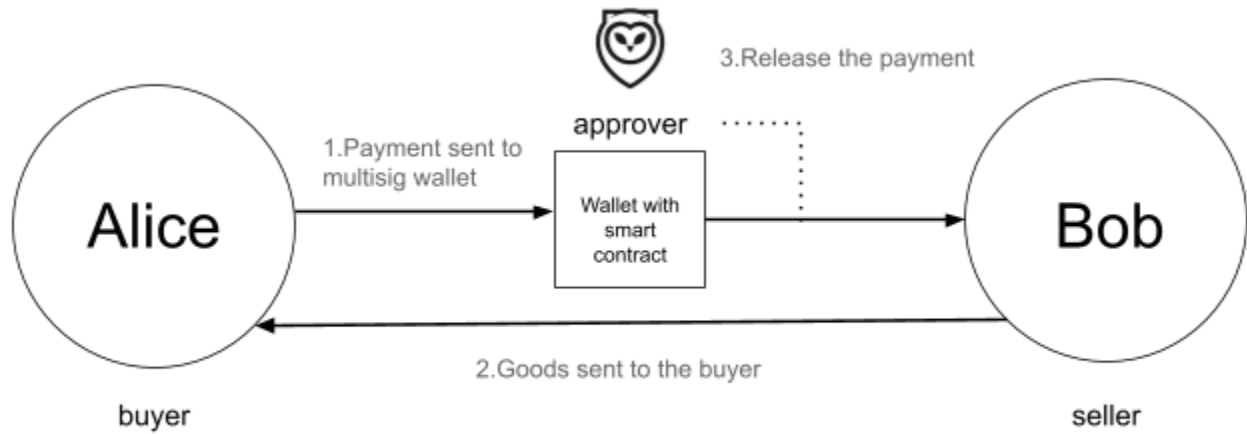 3.Release the payment
approver
1.Payment sent to
multisig wallet
Alice
Wallet with
smart
contract
Bob
2.Goods sent to the buyer
buyer
seller